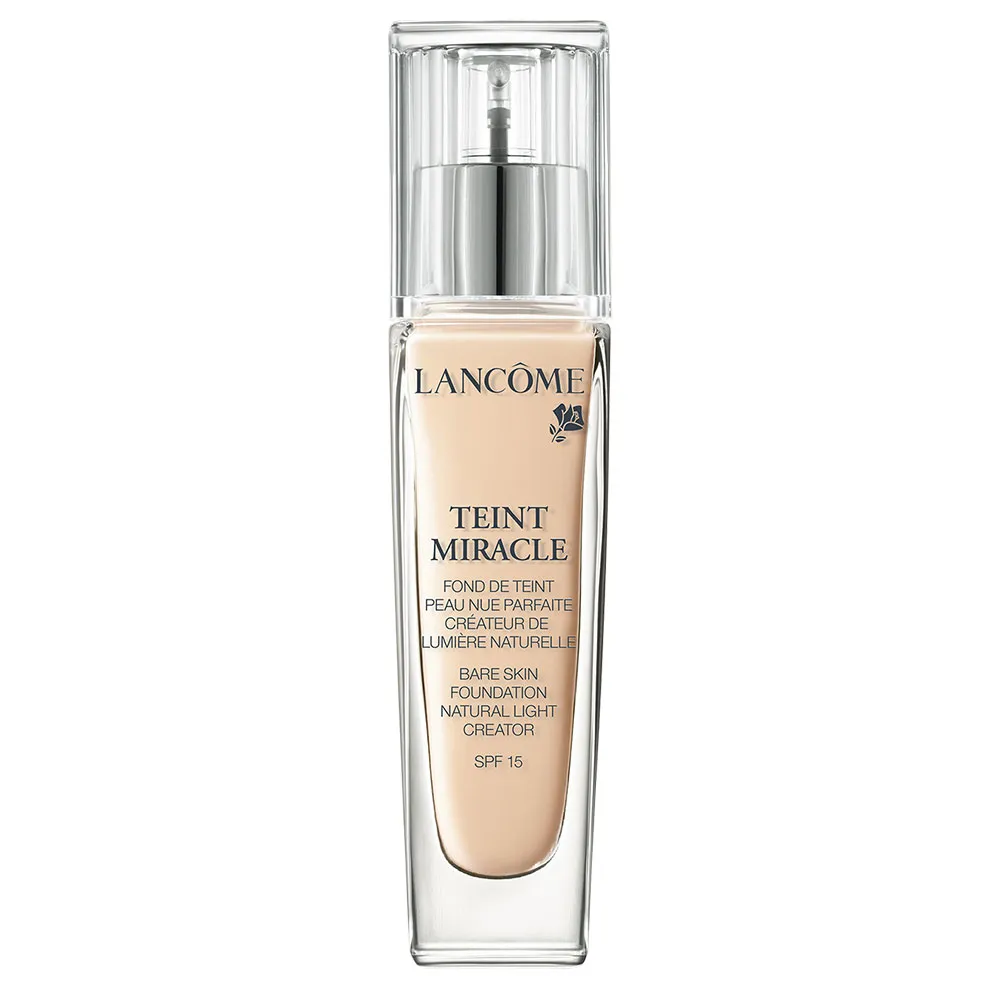 LANCÔME
TEINT
MIRACLE
FOND DE TEINT
PEAU NUE PARFAITE
CRÉATEUR DE
LUMIÈRE NATURELLE
BARE SKIN
FOUNDATION
NATURAL LIGHT
CREATOR
SPF 15